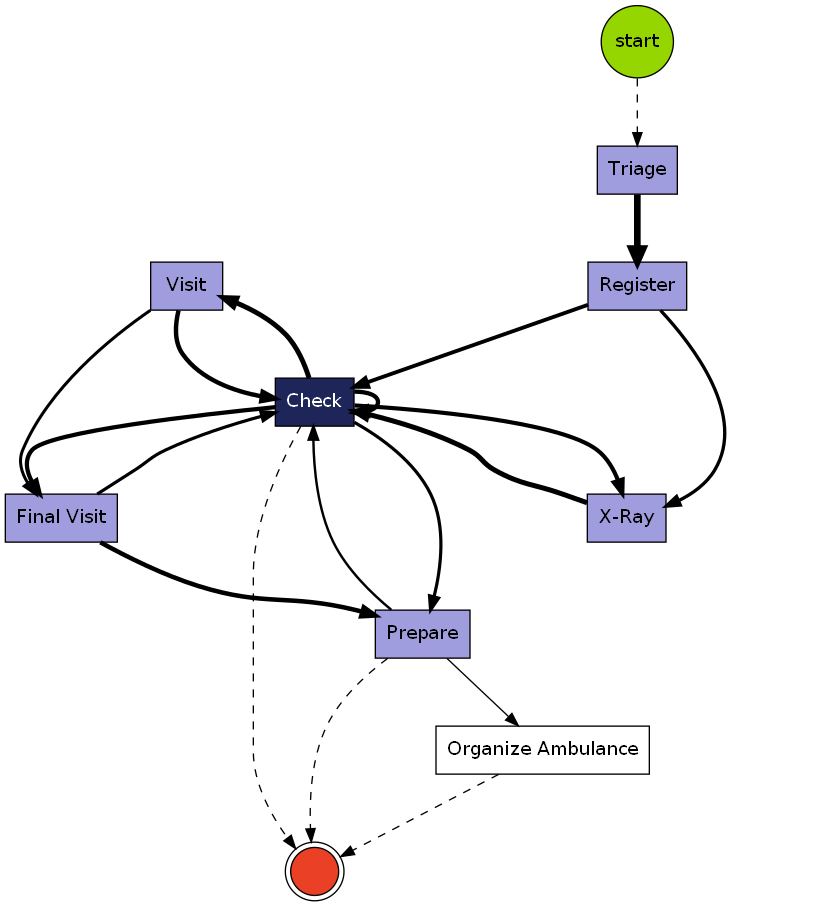 start
Triage
Visit
Register
Check
Final Visit
X-Ray
Prepare
Organize Ambulance